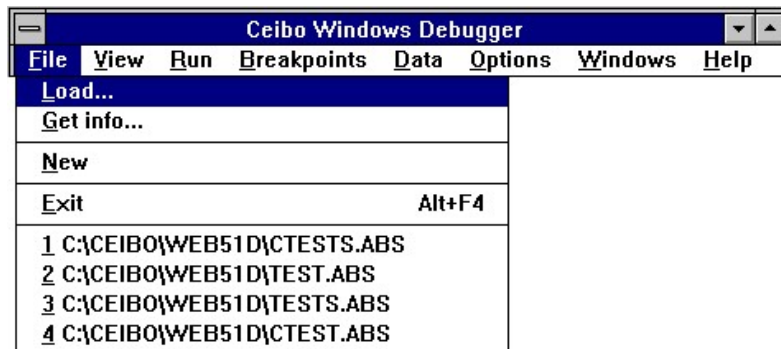 Ceibo Windows Debugger
File View Run Breakpoints Data Options Windows Help
Load...
Get info...
New
Exit Alt+F4
1 C:\CEIBO\WEB51D\CTESTS.ABS
2 C:\CEIBO\WEB51D\TEST.ABS
3 C:\CEIBO\WEB51D\TESTS.ABS
4 C:\CEIBO\WEB51D\CTEST.ABS